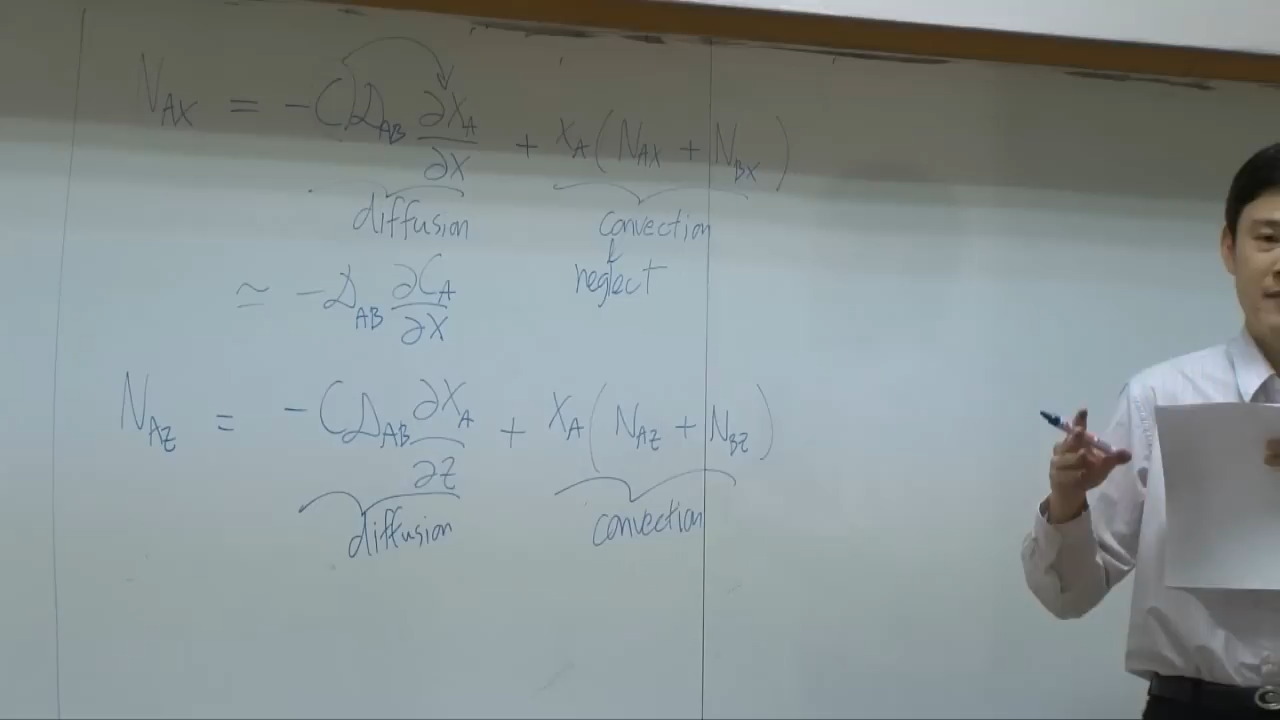 N_AX = -C𝒟_AB ∂X_A/∂X + X_A(N_AX + N_BX)
diffusion convection
neglect
≃ -𝒟_AB ∂C_A/∂X
N_AZ = -C𝒟_AB ∂X_A/∂Z + X_A(N_AZ + N_BZ)
diffusion convection